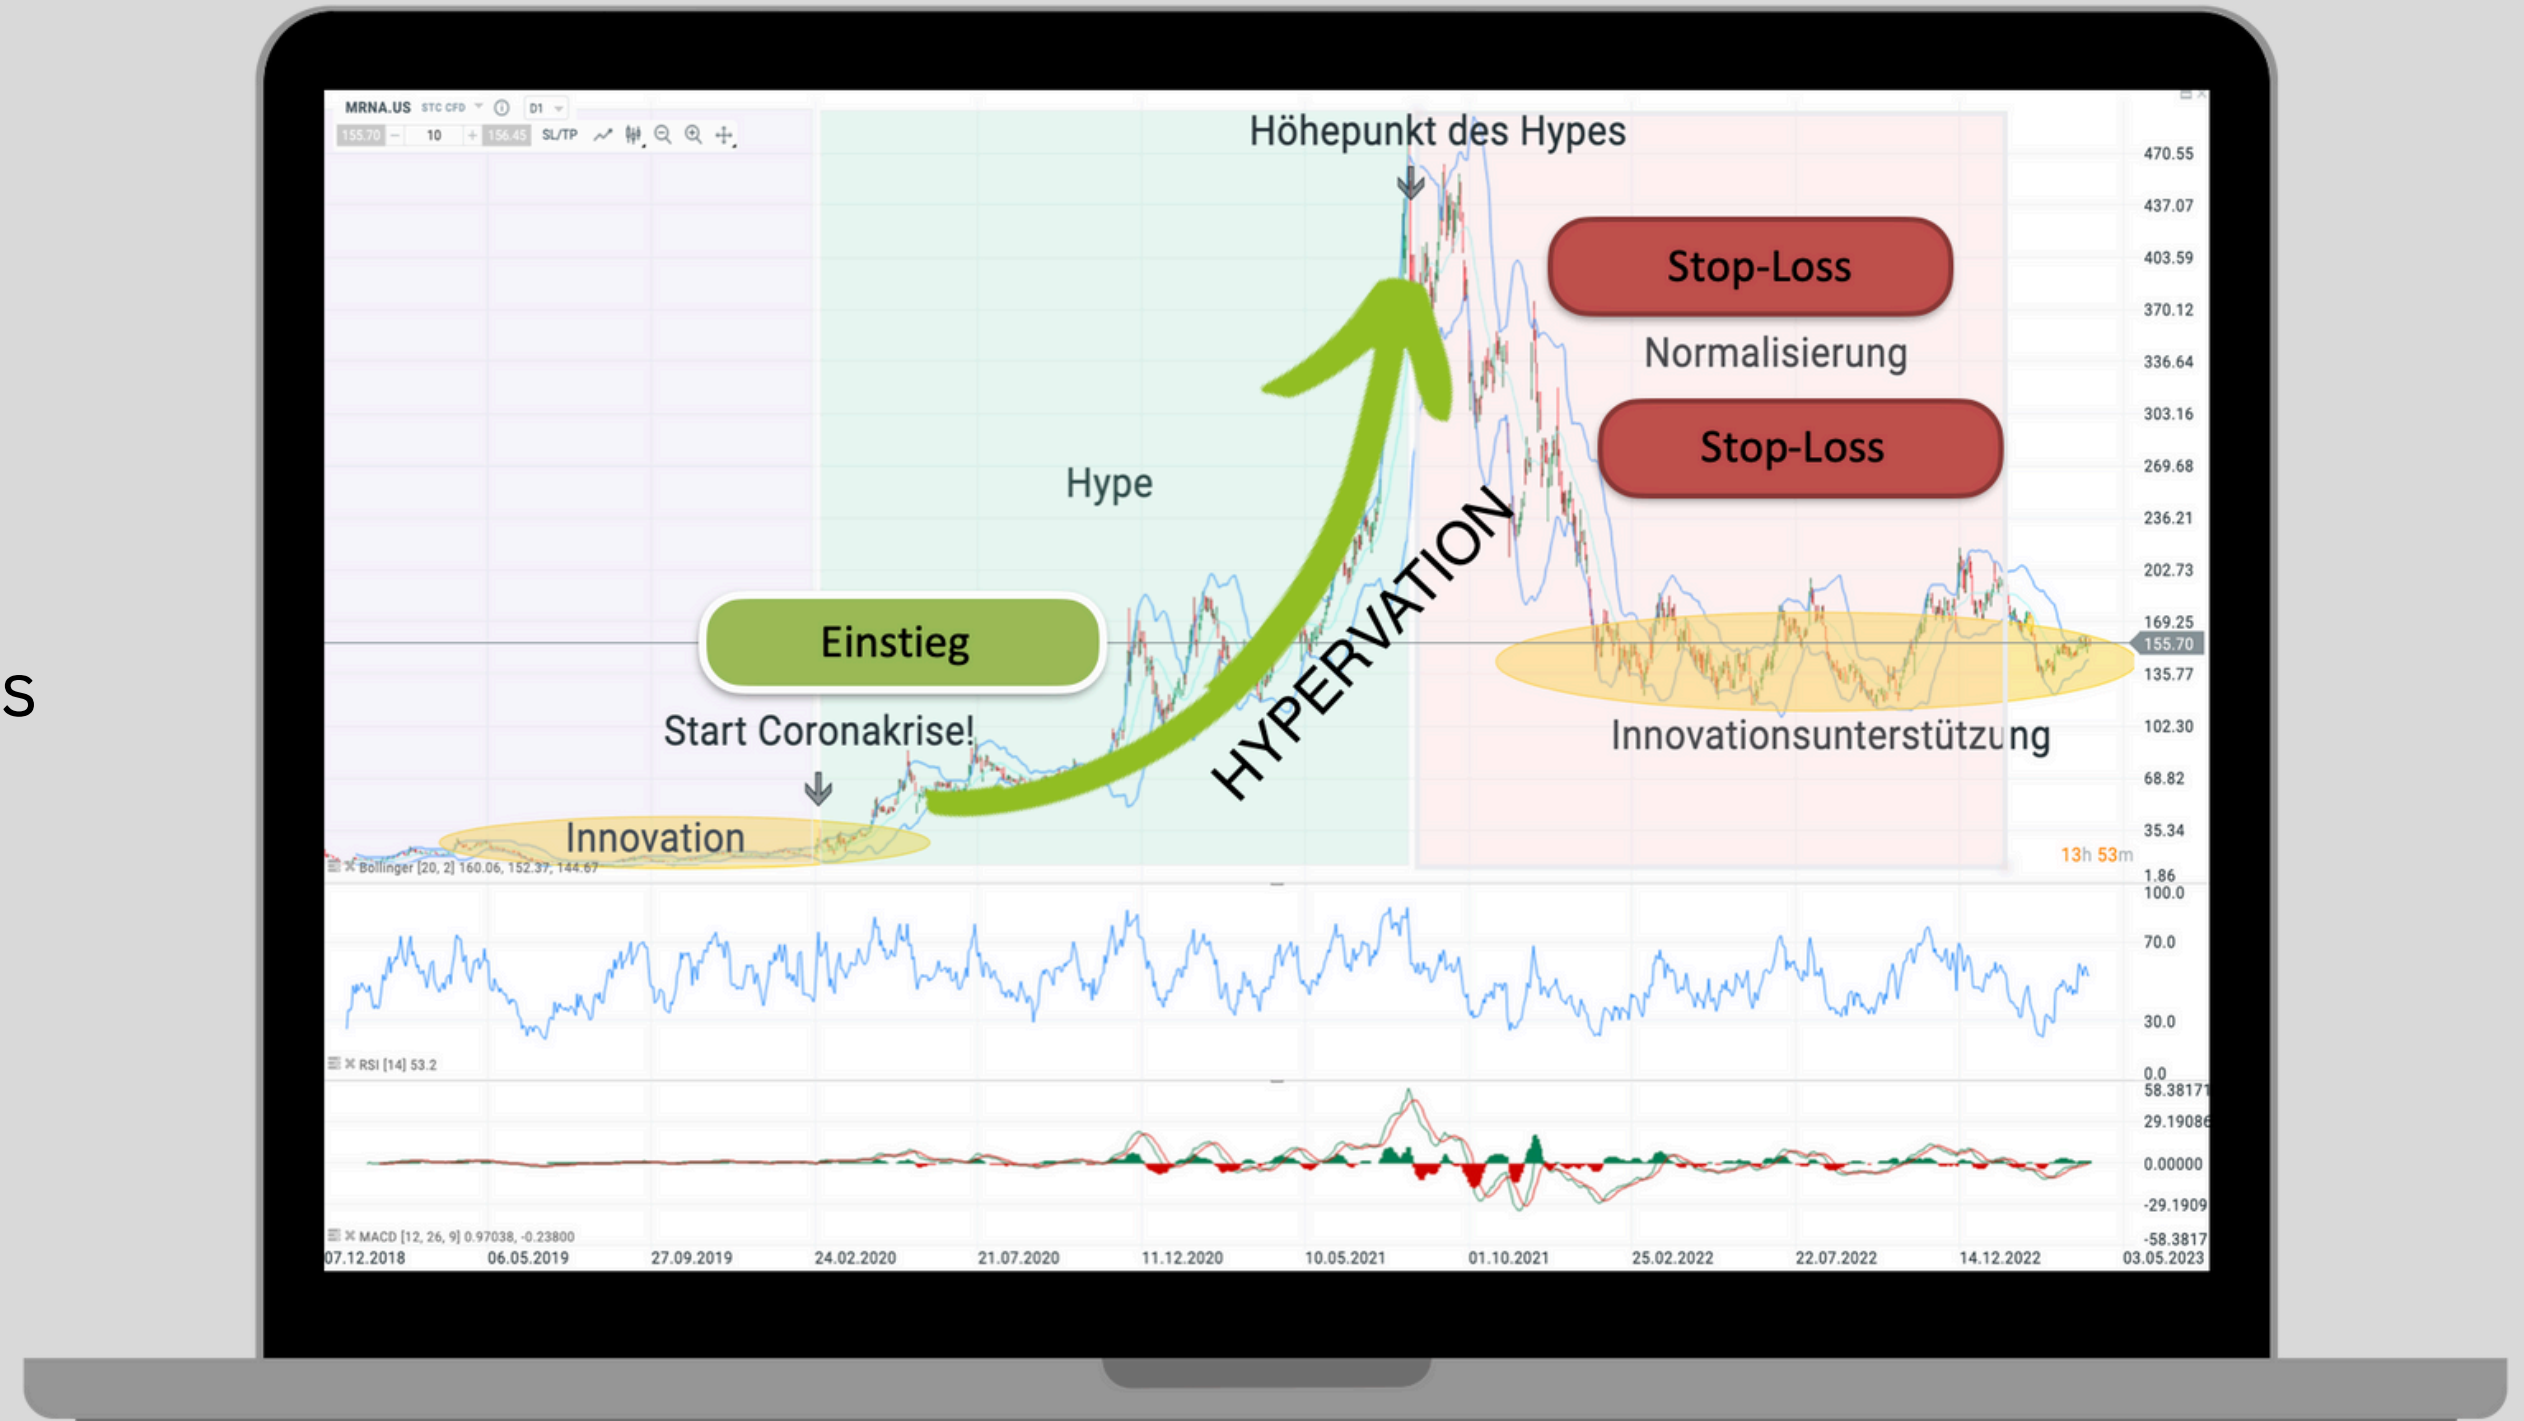 MRNA.US STC CFD D1
155.70 − 10 + 156.45 SL/TP
Höhepunkt des Hypes
470.55
437.07
Stop-Loss
403.59
370.12
Normalisierung
336.64
303.16
Stop-Loss
Hype
269.68
236.21
HYPERVATION
202.73
169.25
Einstieg
155.70
135.77
s
Start Coronakrise!
Innovationsunterstützung
102.30
68.82
Innovation
35.34
13h 53m
Bollinger [20, 2] 160.06, 152.37, 144.67
1.86
100.0
70.0
30.0
RSI [14] 53.2
0.0
58.38171
29.19086
0.00000
-29.1909
MACD [12, 26, 9] 0.97038, -0.23800
-58.3817
07.12.2018 06.05.2019 27.09.2019 24.02.2020 21.07.2020 11.12.2020 10.05.2021 01.10.2021 25.02.2022 22.07.2022 14.12.2022 03.05.2023